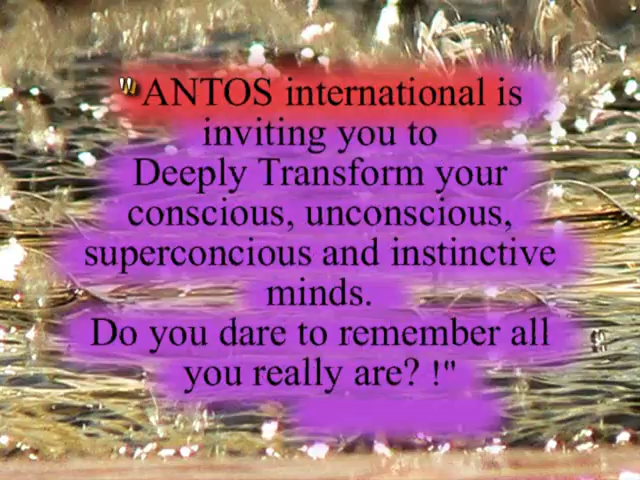 "ANTOS international is
inviting you to
Deeply Transform your
conscious, unconscious,
superconcious and instinctive
minds.
Do you dare to remember all
you really are? !"